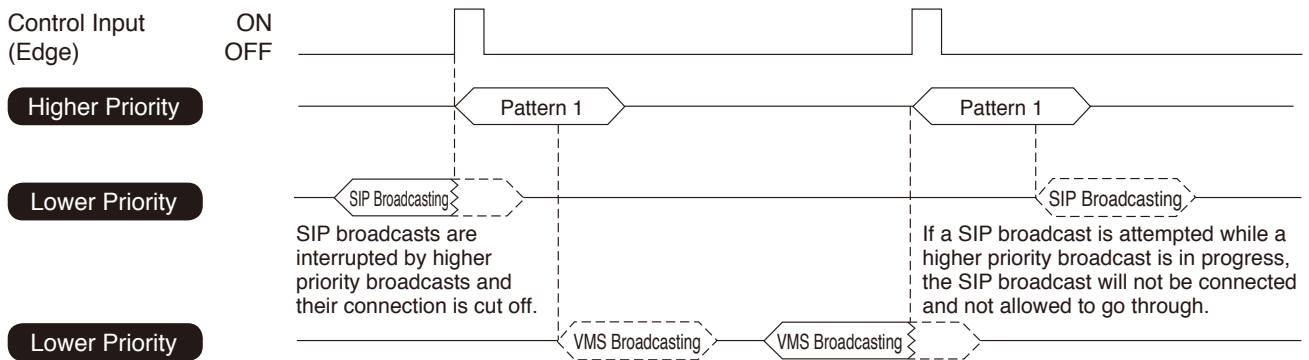 Control Input ON
(Edge) OFF
Higher Priority
Pattern 1
Pattern 1
Lower Priority
SIP Broadcasting
SIP Broadcasting
SIP broadcasts are
interrupted by higher
priority broadcasts and
their connection is cut off.
If a SIP broadcast is attempted while a
higher priority broadcast is in progress,
the SIP broadcast will not be connected
and not allowed to go through.
Lower Priority
VMS Broadcasting
VMS Broadcasting